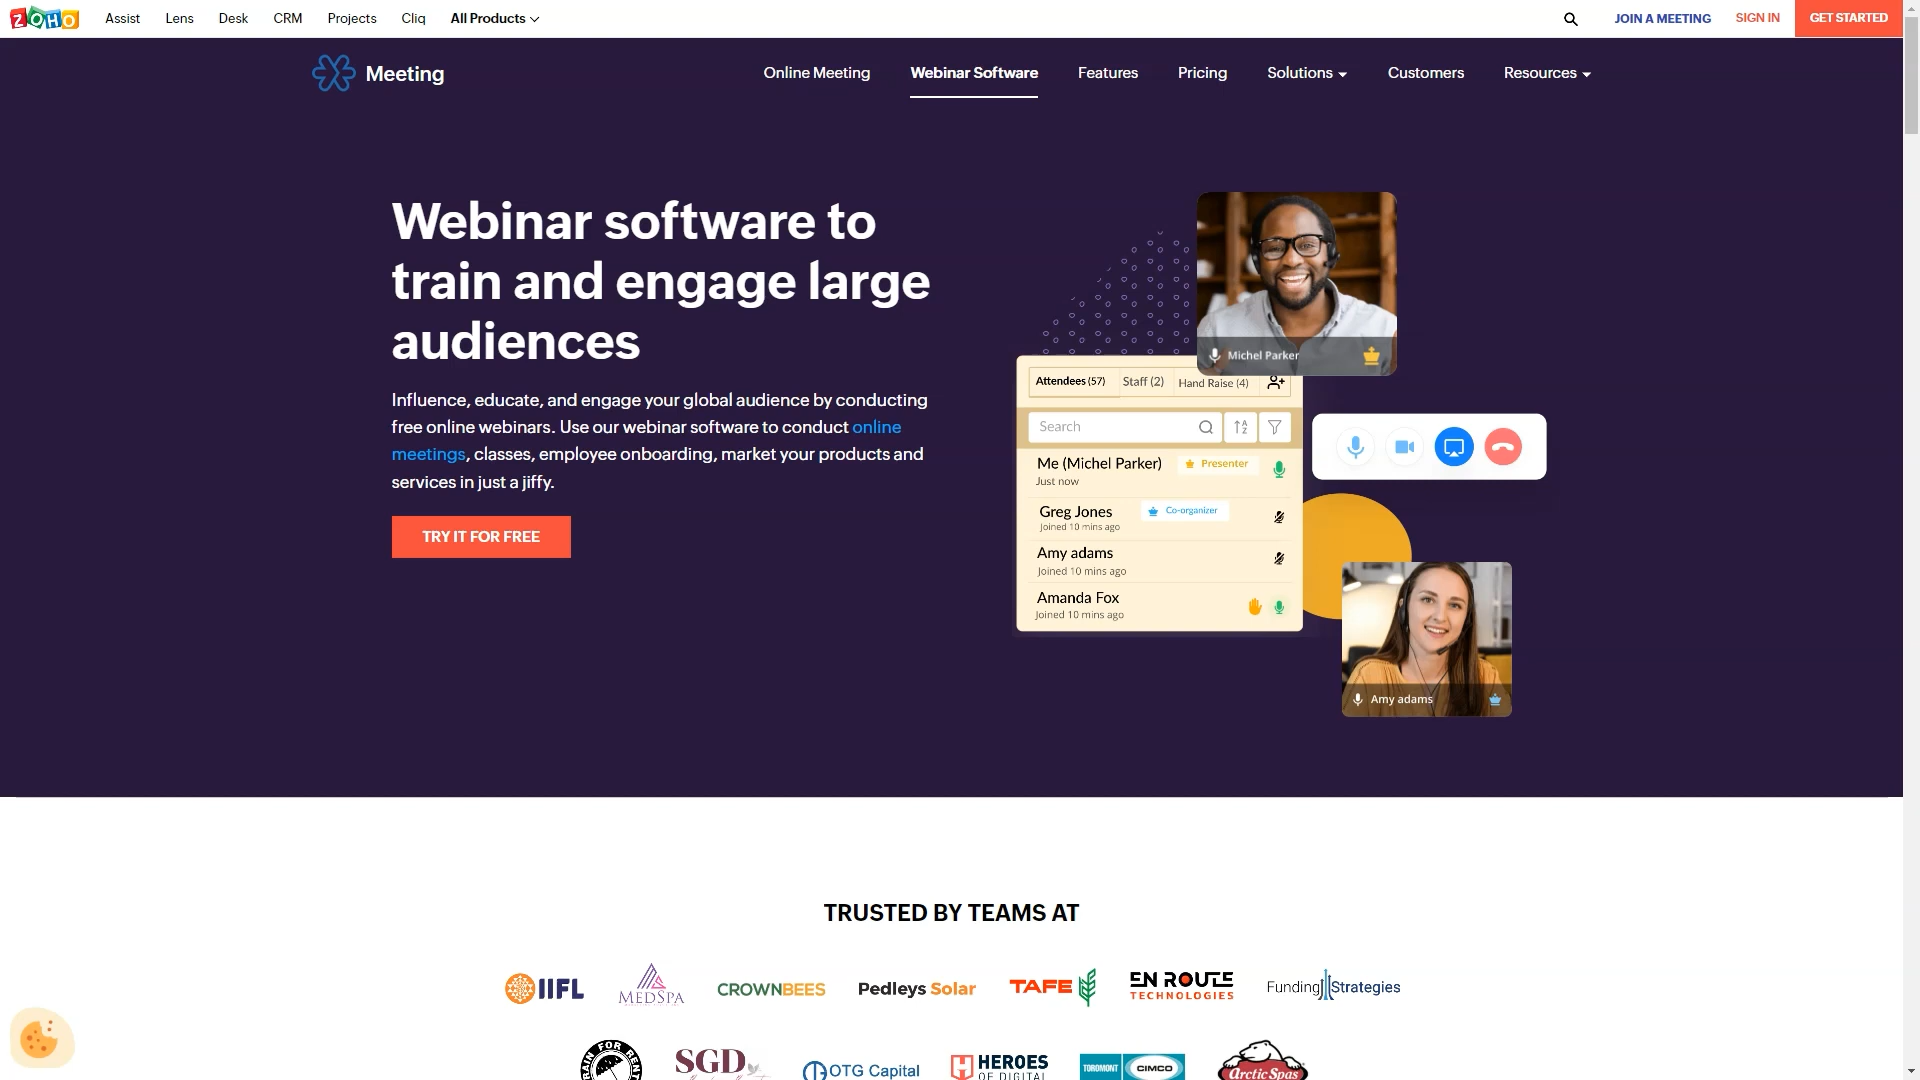 ZOHO Assist Lens Desk CRM Projects Cliq All Products JOIN A MEETING SIGN IN GET STARTED
Meeting Online Meeting Webinar Software Features Pricing Solutions Customers Resources
Webinar software to
train and engage large
audiences
Influence, educate, and engage your global audience by conducting
free online webinars. Use our webinar software to conduct online
meetings, classes, employee onboarding, market your products and
services in just a jiffy.
TRY IT FOR FREE
Michel Parker
Attendees (57) Staff (2) Hand Raise (4)
Search
Me (Michel Parker) Presenter
Just now
Greg Jones Co-organizer
Joined 10 mins ago
Amy adams
Joined 10 mins ago
Amanda Fox
Joined 10 mins ago
Amy adams
TRUSTED BY TEAMS AT
IIFL MEDSPA CROWNBEES Pedleys Solar TAFE EN ROUTE TECHNOLOGIES Funding Strategies
RAIN FOR RENT SGD OTG Capital HEROES OF DIGITAL TOROMONT CIMCO Arctic Spas